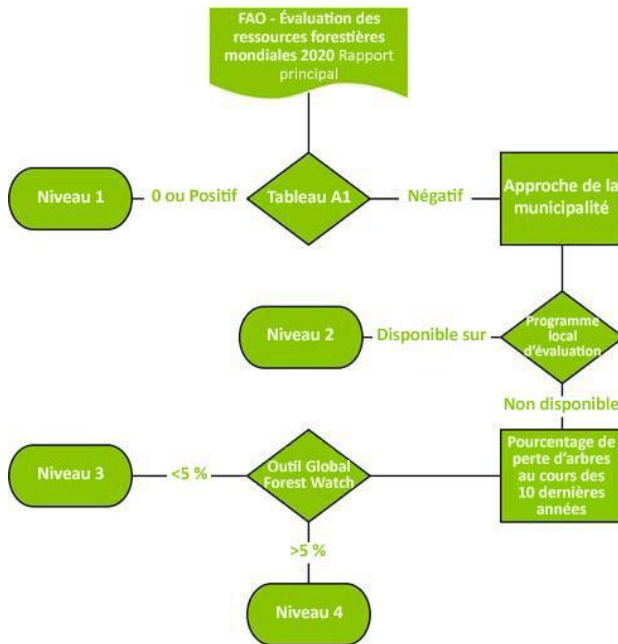 FAO - Évaluation des
ressources forestières
mondiales 2020 Rapport
principal
Niveau 1
0 ou Positif
Tableau A1
Négatif
Approche de la
municipalité
Niveau 2
Disponible sur
Programme
local
d'évaluation
Non disponible
Niveau 3
<5 %
Outil Global
Forest Watch
Pourcentage de
perte d'arbres
au cours des
10 dernières
années
>5 %
Niveau 4